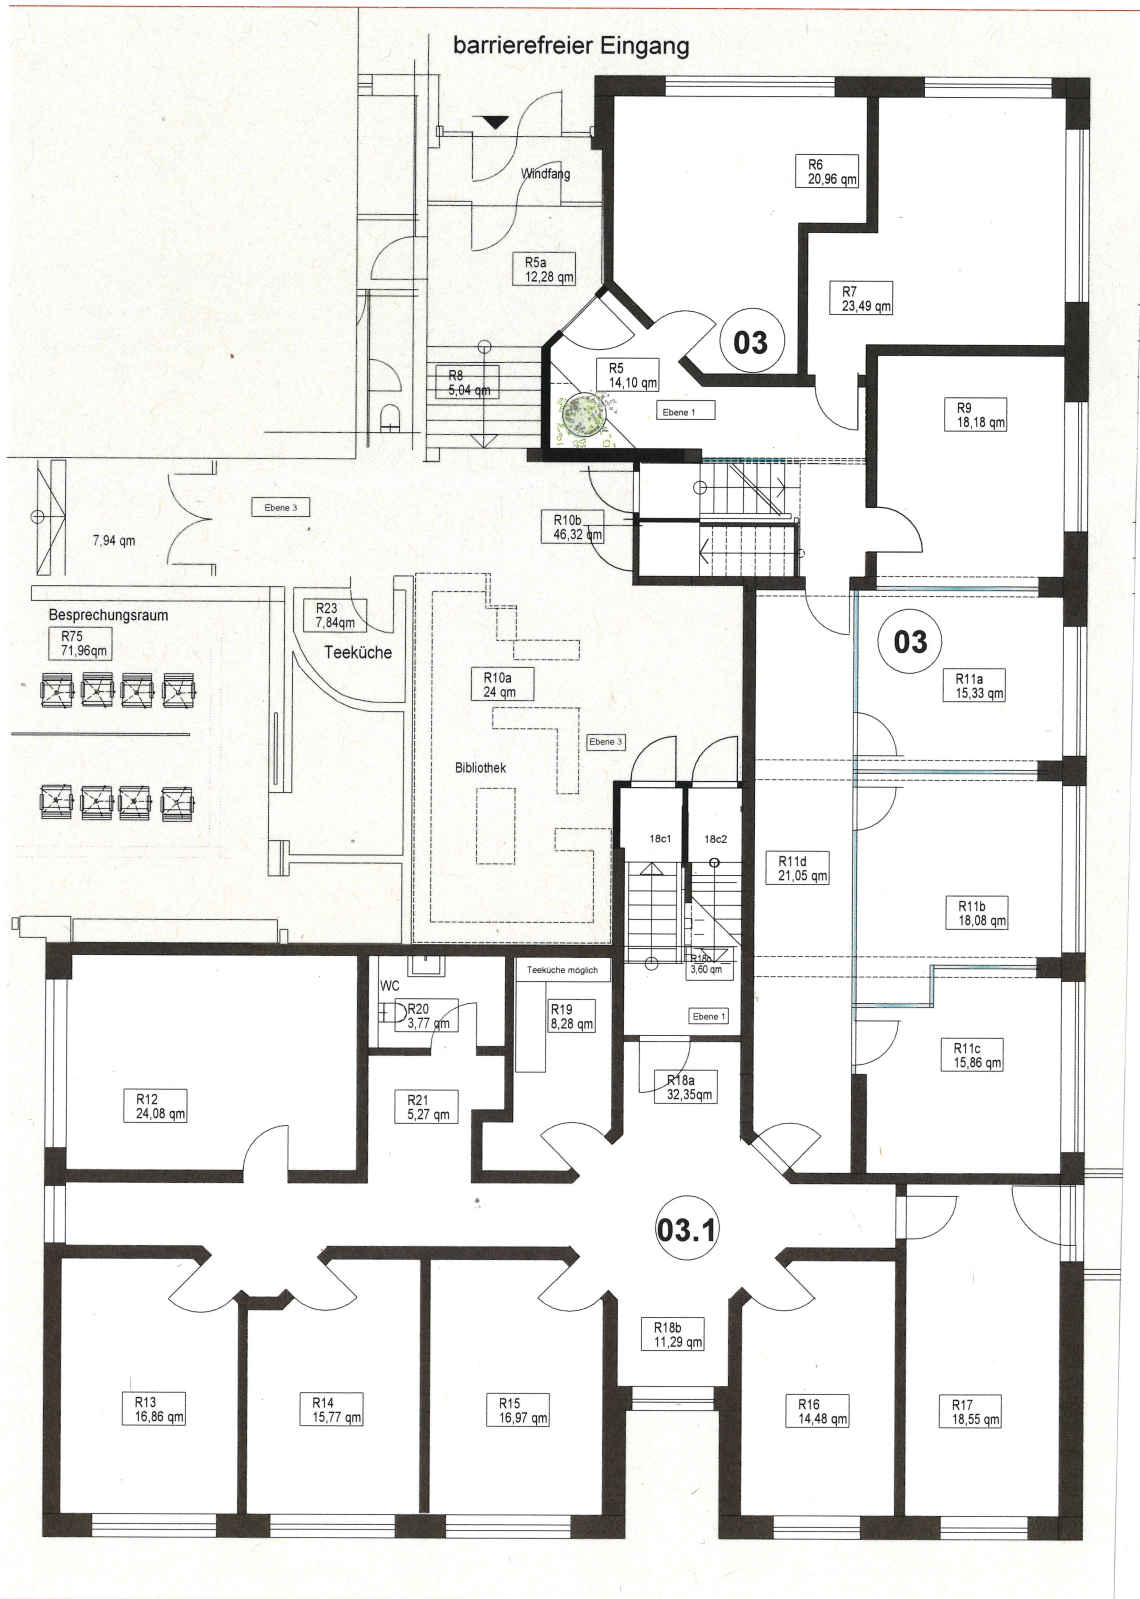 barrierefreier Eingang
Windfang
R6
20,96 qm
R5a
12,28 qm
R7
23,49 qm
03
R8
5,04 qm
R5
14,10 qm
Ebene 1
R9
18,18 qm
Ebene 3
7,94 qm
R10b
46,32 qm
Besprechungsraum
R75
71,96qm
R23
7,84qm
Teeküche
03
R10a
24 qm
R11a
15,33 qm
Ebene 3
Bibliothek
18c1
18c2
R11d
21,05 qm
R11b
18,08 qm
Teeküche möglich
3,60 qm
WC
R20
3,77 qm
R19
8,28 qm
Ebene 1
R11c
15,86 qm
R12
24,08 qm
R21
5,27 qm
R18a
32,35qm
03.1
R18b
11,29 qm
R13
16,86 qm
R14
15,77 qm
R15
16,97 qm
R16
14,48 qm
R17
18,55 qm